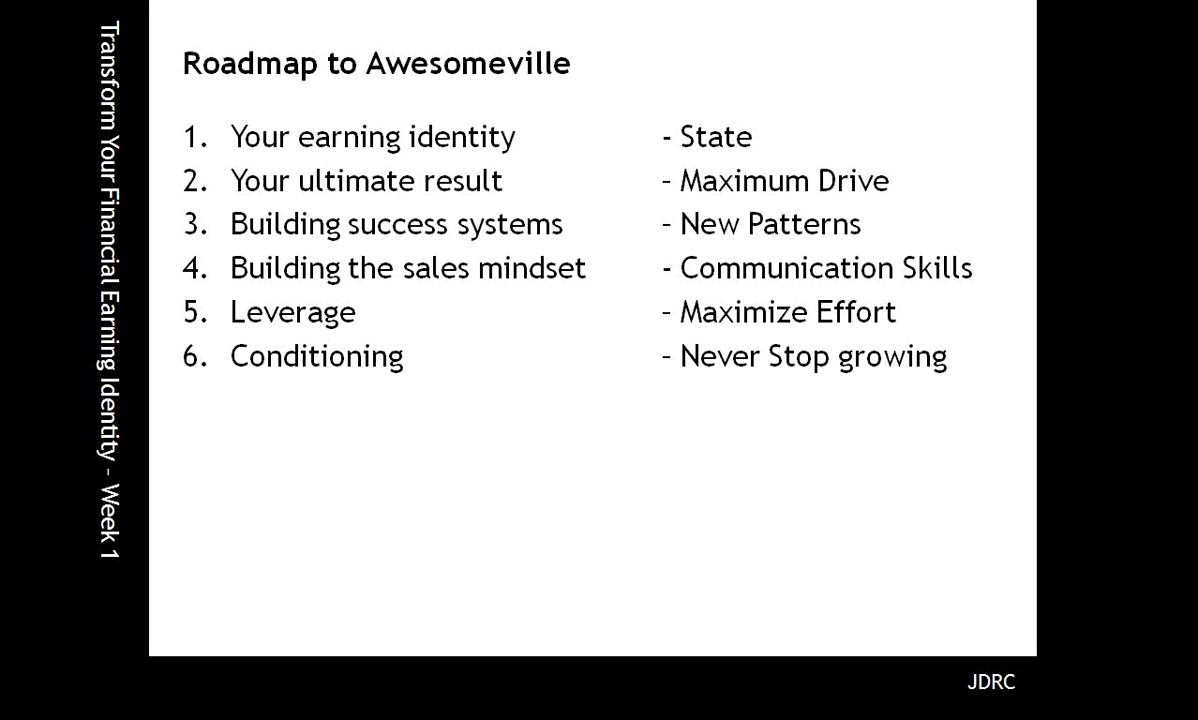 Transform Your Financial Earning Identity - Week 1
Roadmap to Awesomeville
1. Your earning identity - State
2. Your ultimate result - Maximum Drive
3. Building success systems - New Patterns
4. Building the sales mindset - Communication Skills
5. Leverage - Maximize Effort
6. Conditioning - Never Stop growing
JDRC